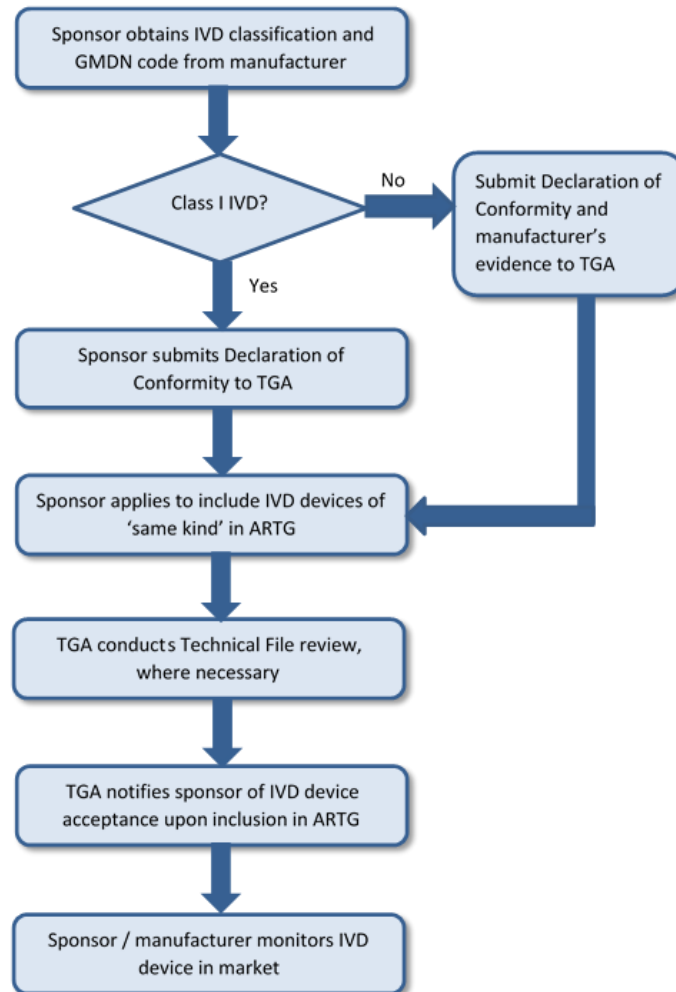 Sponsor obtains IVD classification and
GMDN code from manufacturer
Class I IVD?
No
Submit Declaration of
Conformity and
manufacturer's
evidence to TGA
Yes
Sponsor submits Declaration of
Conformity to TGA
Sponsor applies to include IVD devices of
‘same kind’ in ARTG
TGA conducts Technical File review,
where necessary
TGA notifies sponsor of IVD device
acceptance upon inclusion in ARTG
Sponsor / manufacturer monitors IVD
device in market